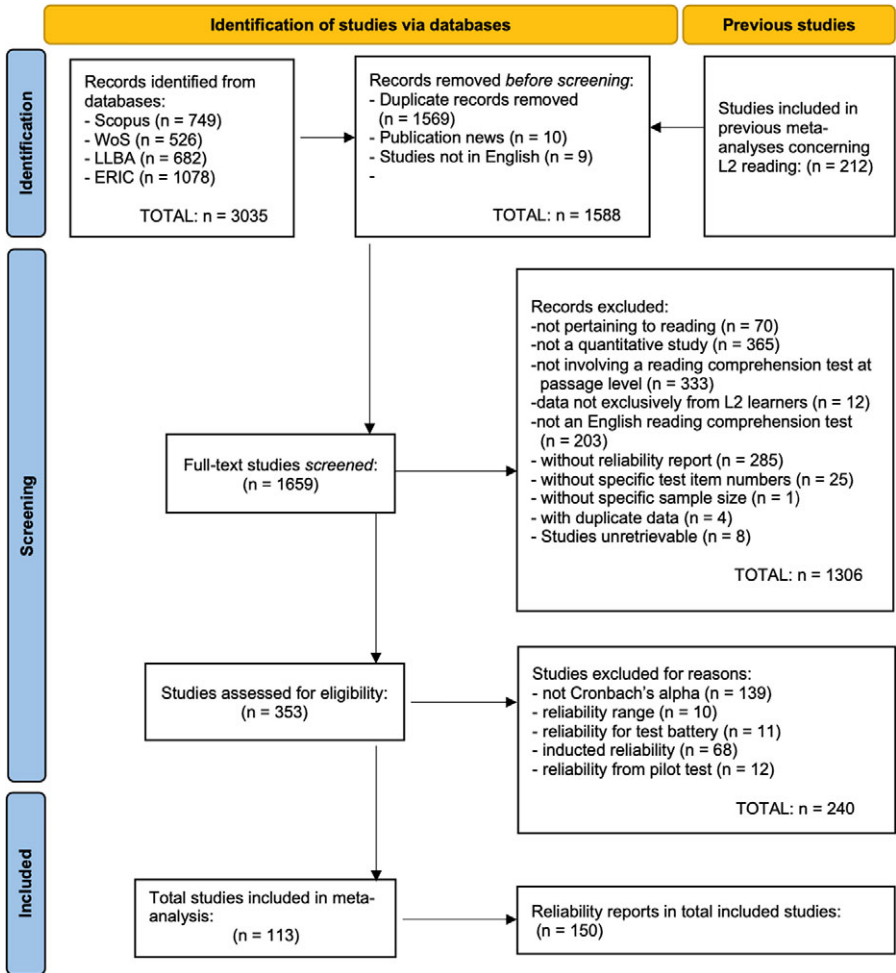 Identification of studies via databases
Previous studies
Identification
Records identified from
databases:
- Scopus (n = 749)
- WoS (n = 526)
- LLBA (n = 682)
- ERIC (n = 1078)
TOTAL: n = 3035
Records removed before screening:
- Duplicate records removed
(n = 1569)
- Publication news (n = 10)
- Studies not in English (n = 9)
-
TOTAL: n = 1588
Studies included in
previous meta-
analyses concerning
L2 reading: (n = 212)
Screening
Full-text studies screened:
(n = 1659)
Records excluded:
-not pertaining to reading (n = 70)
-not a quantitative study (n = 365)
-not involving a reading comprehension test at
passage level (n = 333)
-data not exclusively from L2 learners (n = 12)
-not an English reading comprehension test
(n = 203)
- without reliability report (n = 285)
- without specific test item numbers (n = 25)
- without specific sample size (n = 1)
- with duplicate data (n = 4)
- Studies unretrievable (n = 8)
TOTAL: n = 1306
Studies assessed for eligibility:
(n = 353)
Studies excluded for reasons:
- not Cronbach's alpha (n = 139)
- reliability range (n = 10)
- reliability for test battery (n = 11)
- inducted reliability (n = 68)
- reliability from pilot test (n = 12)
TOTAL: n = 240
Included
Total studies included in meta-
analysis:
(n = 113)
Reliability reports in total included studies:
(n = 150)